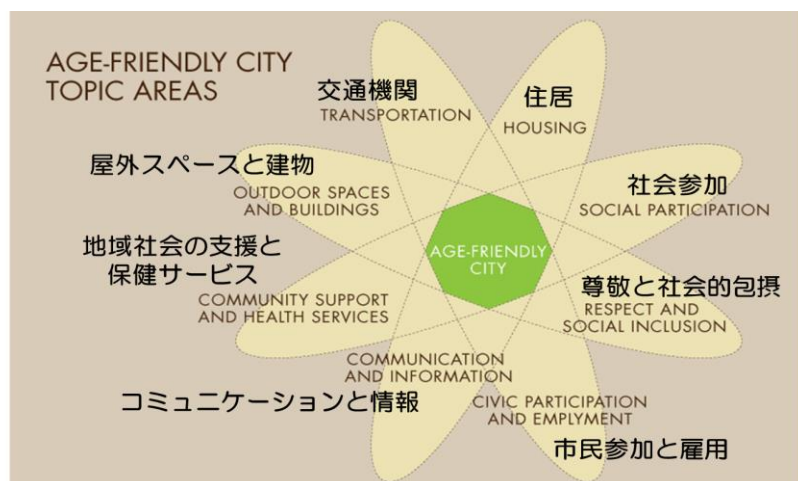 AGE-FRIENDLY CITY
TOPIC AREAS
交通機関
TRANSPORTATION
住居
HOUSING
屋外スペースと建物
OUTDOOR SPACES
AND BUILDINGS
社会参加
SOCIAL PARTICIPATION
地域社会の支援と
保健サービス
COMMUNITY SUPPORT
AND HEALTH SERVICES
AGE-FRIENDLY
CITY
尊敬と社会的包摂
RESPECT AND
SOCIAL INCLUSION
COMMUNICATION
AND INFORMATION
コミュニケーションと情報
CIVIC PARTICIPATION
AND EMPLYMENT
市民参加と雇用